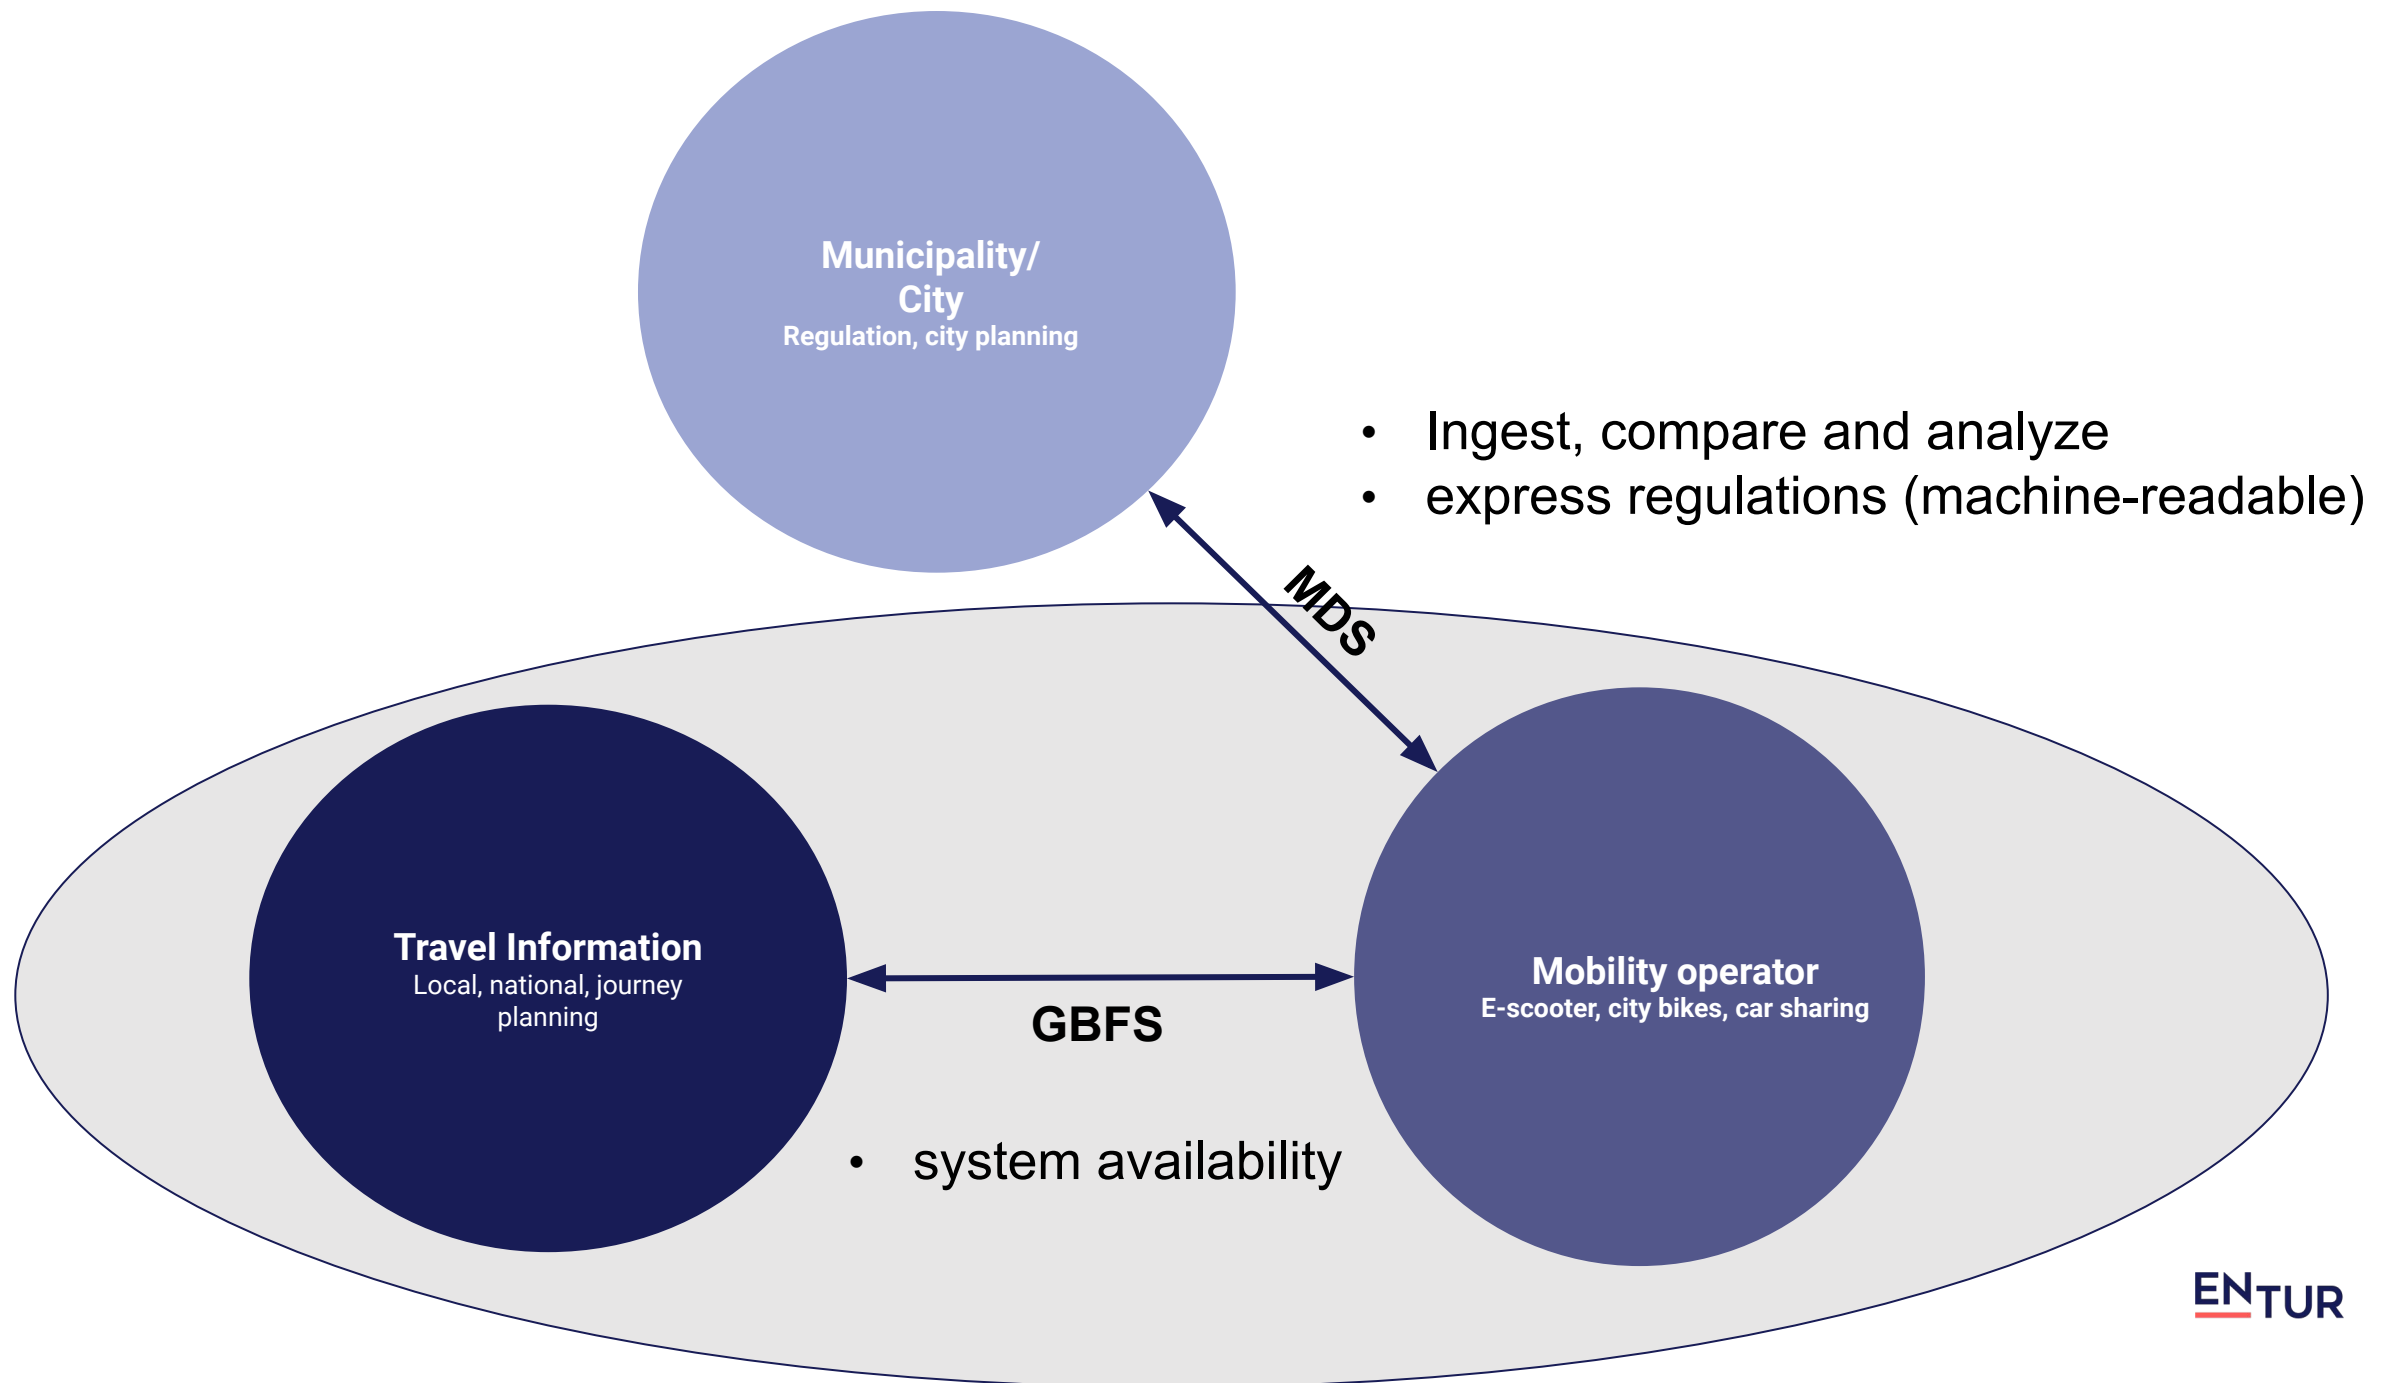 Municipality/
City
Regulation, city planning
• Ingest, compare and analyze
• express regulations (machine-readable)
MDS
Travel Information
Local, national, journey
planning
GBFS
• system availability
Mobility operator
E-scooter, city bikes, car sharing
ENTUR